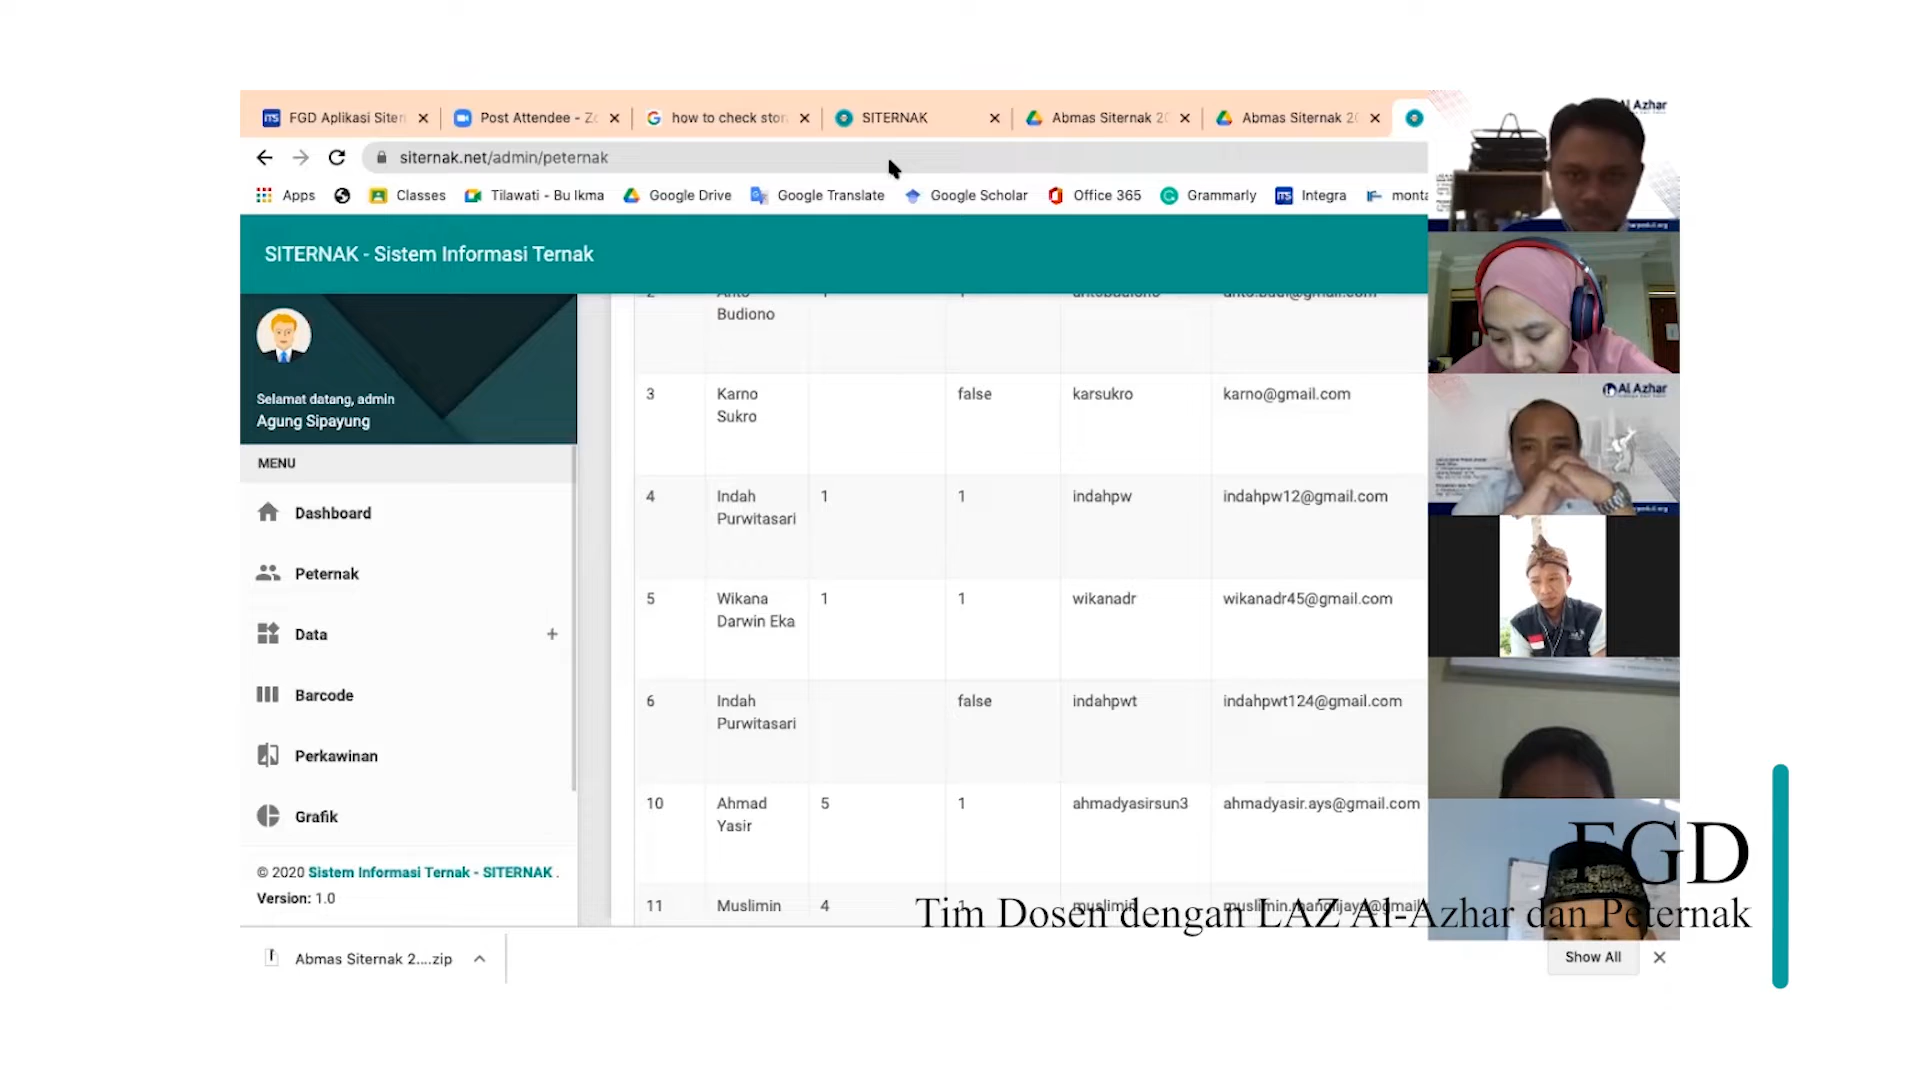 FGD Aplikasi Siter
Post Attendee - Zo
how to check stor
SITERNAK
Abmas Siternak 20
Abmas Siternak 20
siternak.net/admin/peternak
Apps
Classes
Tilawati - Bu Ikma
Google Drive
Google Translate
Google Scholar
Office 365
Grammarly
Integra
monta
SITERNAK - Sistem Informasi Ternak
Selamat datang, admin
Agung Sipayung
MENU
Dashboard
Peternak
Data +
Barcode
Perkawinan
Grafik
© 2020 Sistem Informasi Ternak - SITERNAK .
Version: 1.0
Budiono
3 Karno Sukro false karsukro karno@gmail.com
4 Indah Purwitasari 1 1 indahpw indahpw12@gmail.com
5 Wikana Darwin Eka 1 1 wikanadr wikanadr45@gmail.com
6 Indah Purwitasari false indahpwt indahpwt124@gmail.com
10 Ahmad Yasir 5 1 ahmadyasirsun3 ahmadyasir.ays@gmail.com
11 Muslimin 4 1 muslimin
Al Azhar
Al Azhar
FGD
Tim Dosen dengan LAZ Al-Azhar dan Peternak
Abmas Siternak 2....zip
Show All